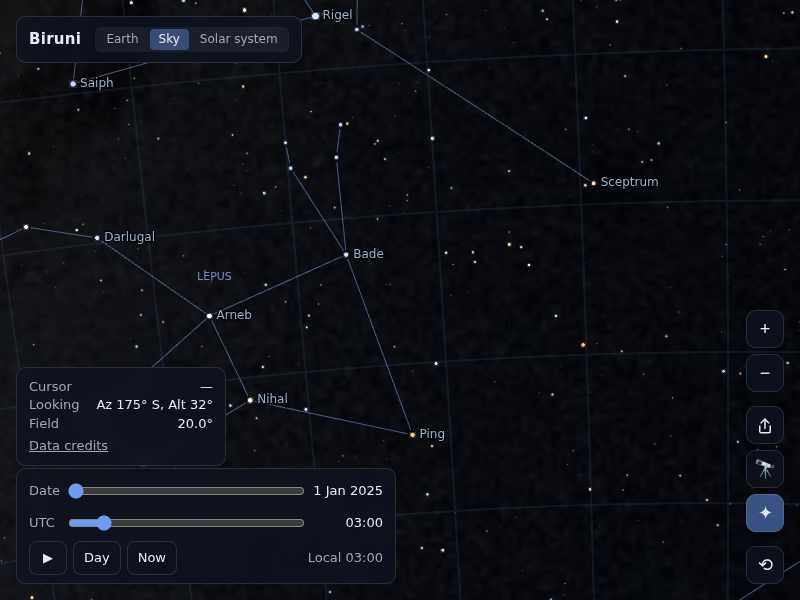 Rigel
Biruni Earth Sky Solar system
Saiph
Sceptrum
Darlugal
Bade
LEPUS
Arneb
Cursor —
Looking Az 175° S, Alt 32°
Field 20.0°
Data credits
Nihal
Ping
Date 1 Jan 2025
UTC 03:00
▶ Day Now Local 03:00
+
−